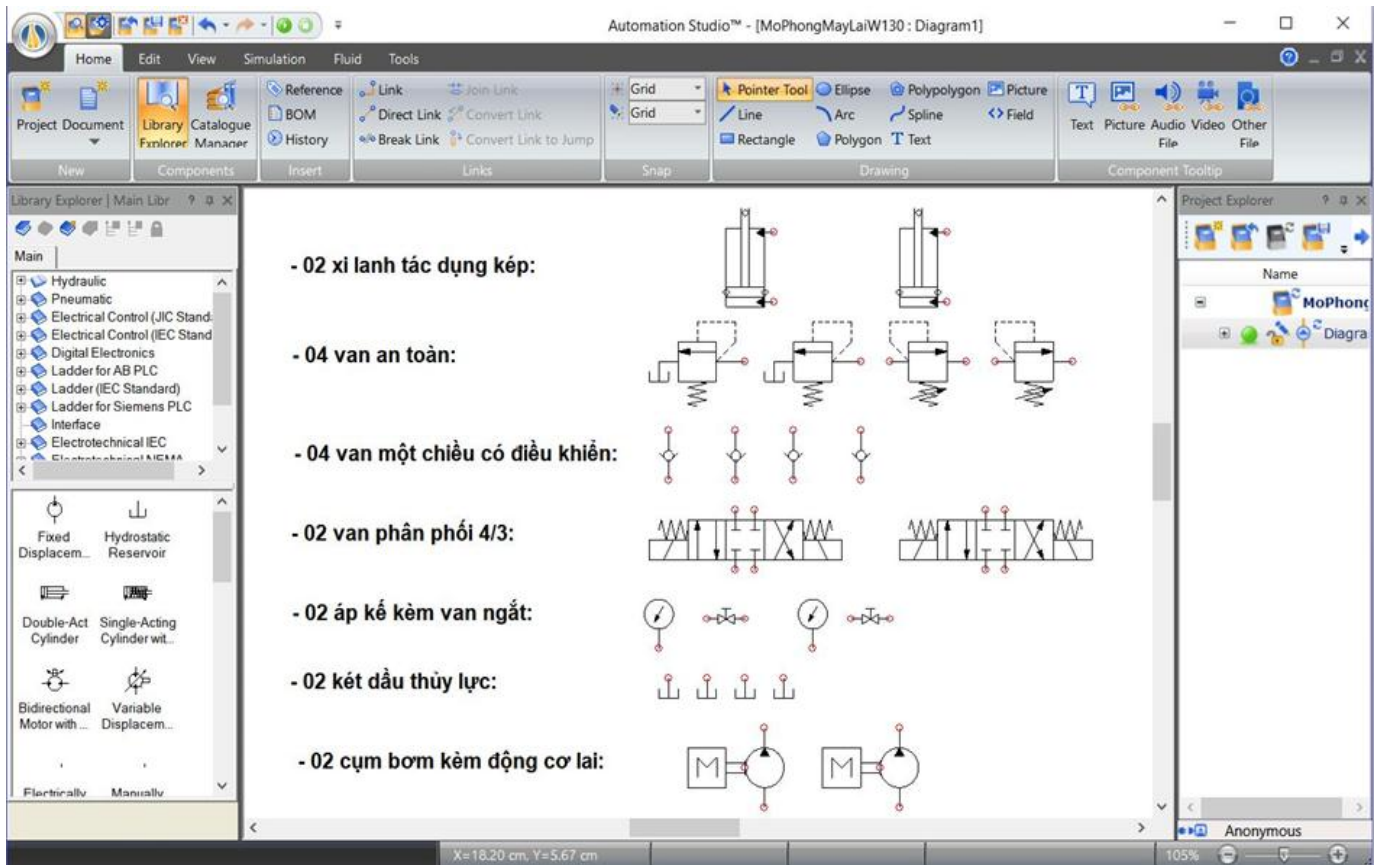 Automation Studio™ - [MoPhongMayLaiW130 : Diagram1]
Home Edit View Simulation Fluid Tools
Project Document
Library Explorer
Catalogue Manager
Reference
BOM
History
Link
Direct Link
Break Link
Join Link
Convert Link
Convert Link to Jump
Grid
Grid
Pointer Tool
Line
Rectangle
Ellipse
Arc
Polygon
Polypolygon
Spline
T Text
Picture
Field
Text
Picture
Audio File
Video
Other File
New
Components
Insert
Links
Snap
Drawing
Component Tooltip
Library Explorer | Main Libr
Main
Hydraulic
Pneumatic
Electrical Control (JIC Stand
Electrical Control (IEC Stand
Digital Electronics
Ladder for AB PLC
Ladder (IEC Standard)
Ladder for Siemens PLC
Interface
Electrotechnical IEC
Electrotechnical NEMA
Fixed Displacem...
Hydrostatic Reservoir
Double-Act Cylinder
Single-Acting Cylinder wit...
Bidirectional Motor with ...
Variable Displacem...
Electrically
Manually
- 02 xi lanh tác dụng kép:
- 04 van an toàn:
- 04 van một chiều có điều khiển:
- 02 van phân phối 4/3:
- 02 áp kế kèm van ngắt:
- 02 két dầu thủy lực:
- 02 cụm bơm kèm động cơ lai:
M
M
Project Explorer
Name
MoPhong
Diagra
Anonymous
X=18.20 cm, Y=5.67 cm
105%